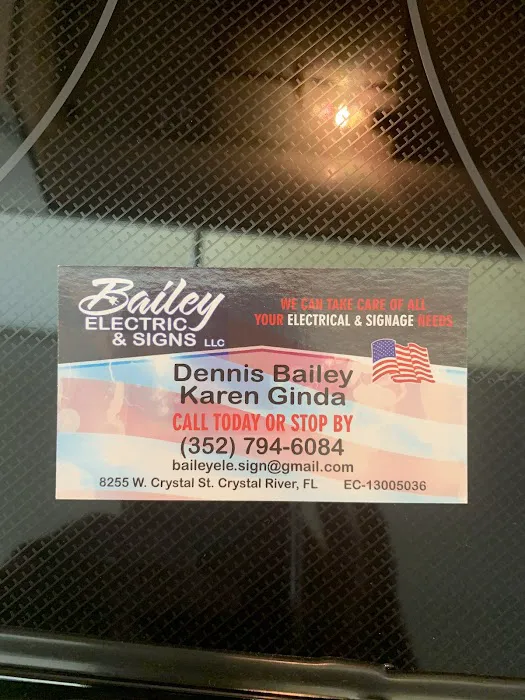 Bailey
ELECTRIC
& SIGNS LLC
WE CAN TAKE CARE OF ALL
YOUR ELECTRICAL & SIGNAGE NEEDS
Dennis Bailey
Karen Ginda
CALL TODAY OR STOP BY
(352) 794-6084
baileyele.sign@gmail.com
8255 W. Crystal St. Crystal River, FL EC-13005036